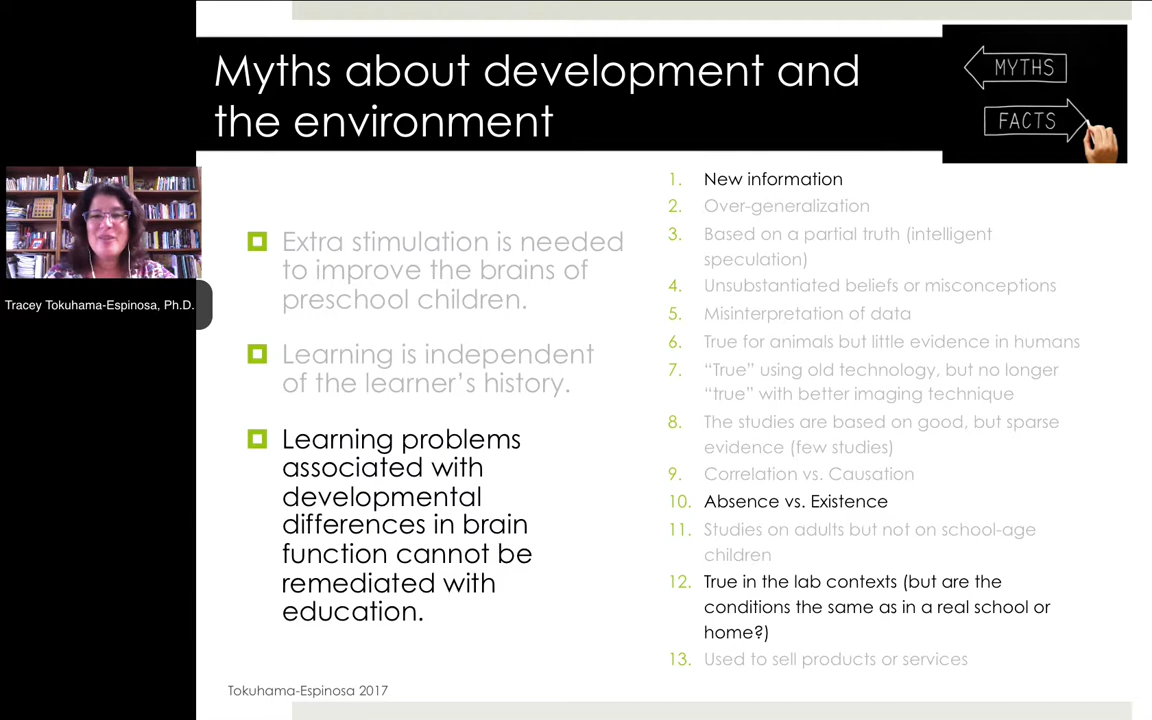 Myths about development and
the environment
MYTHS
FACTS
Tracey Tokuhama-Espinosa, Ph.D.
Extra stimulation is needed
to improve the brains of
preschool children.
Learning is independent
of the learner's history.
Learning problems
associated with
developmental
differences in brain
function cannot be
remediated with
education.
1. New information
2. Over-generalization
3. Based on a partial truth (intelligent
speculation)
4. Unsubstantiated beliefs or misconceptions
5. Misinterpretation of data
6. True for animals but little evidence in humans
7. “True” using old technology, but no longer
“true” with better imaging technique
8. The studies are based on good, but sparse
evidence (few studies)
9. Correlation vs. Causation
10. Absence vs. Existence
11. Studies on adults but not on school-age
children
12. True in the lab contexts (but are the
conditions the same as in a real school or
home?)
13. Used to sell products or services
Tokuhama-Espinosa 2017